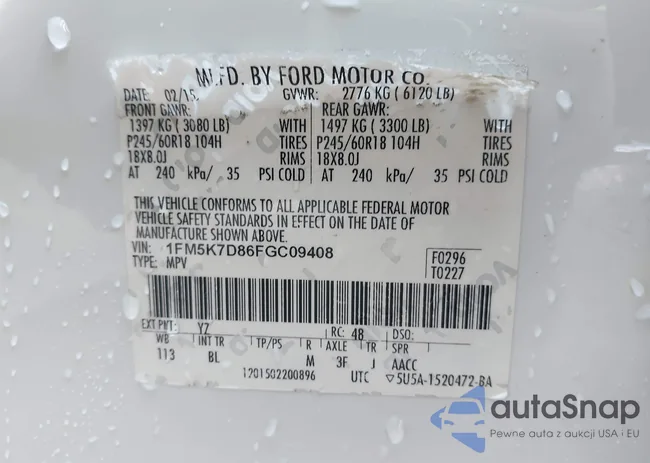 MFD. BY FORD MOTOR CO.
DATE: 02/15 GVWR: 2776 KG ( 6120 LB)
FRONT GAWR: REAR GAWR:
1397 KG ( 3080 LB) WITH 1497 KG ( 3300 LB) WITH
P245/60R18 104H TIRES P245/60R18 104H TIRES
18X8.0J RIMS 18X8.0J RIMS
AT 240 kPa/ 35 PSI COLD AT 240 kPa/ 35 PSI COLD
THIS VEHICLE CONFORMS TO ALL APPLICABLE FEDERAL MOTOR
VEHICLE SAFETY STANDARDS IN EFFECT ON THE DATE OF
MANUFACTURE SHOWN ABOVE.
VIN: 1FM5K7D86FGC09408 F0296
TYPE: MPV T0227
EXT PNT: YZ RC: 48 DSO:
WB INT TR TP/PS R AXLE TR SPR
113 BL M 3F J AACC
1201502200896 UTC ▽5U5A-1520472-BA
autaSnap
Pewne auta z aukcji USA i EU